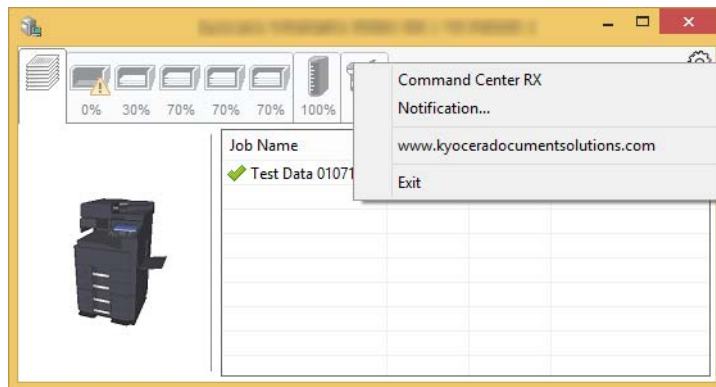 0% 30% 70% 70% 70% 100%
Command Center RX
Notification...
www.kyoceradocumentsolutions.com
Exit
Job Name
Test Data 01071